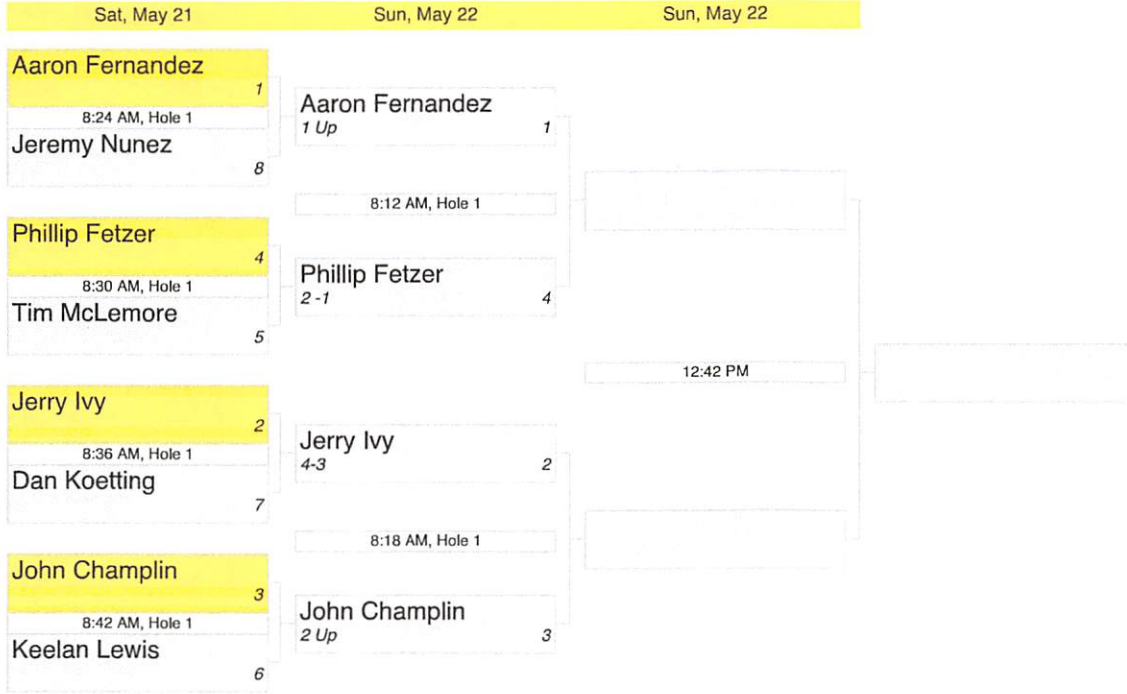 Sat, May 21
Sun, May 22
Sun, May 22
Aaron Fernandez
1
8:24 AM, Hole 1
Jeremy Nunez
8
Phillip Fetzer
4
8:30 AM, Hole 1
Tim McLemore
5
Jerry Ivy
2
8:36 AM, Hole 1
Dan Koetting
7
John Champlin
3
8:42 AM, Hole 1
Keelan Lewis
6
Aaron Fernandez
1 Up 1
8:12 AM, Hole 1
Phillip Fetzer
2 -1 4
Jerry Ivy
4-3 2
8:18 AM, Hole 1
John Champlin
2 Up 3
12:42 PM